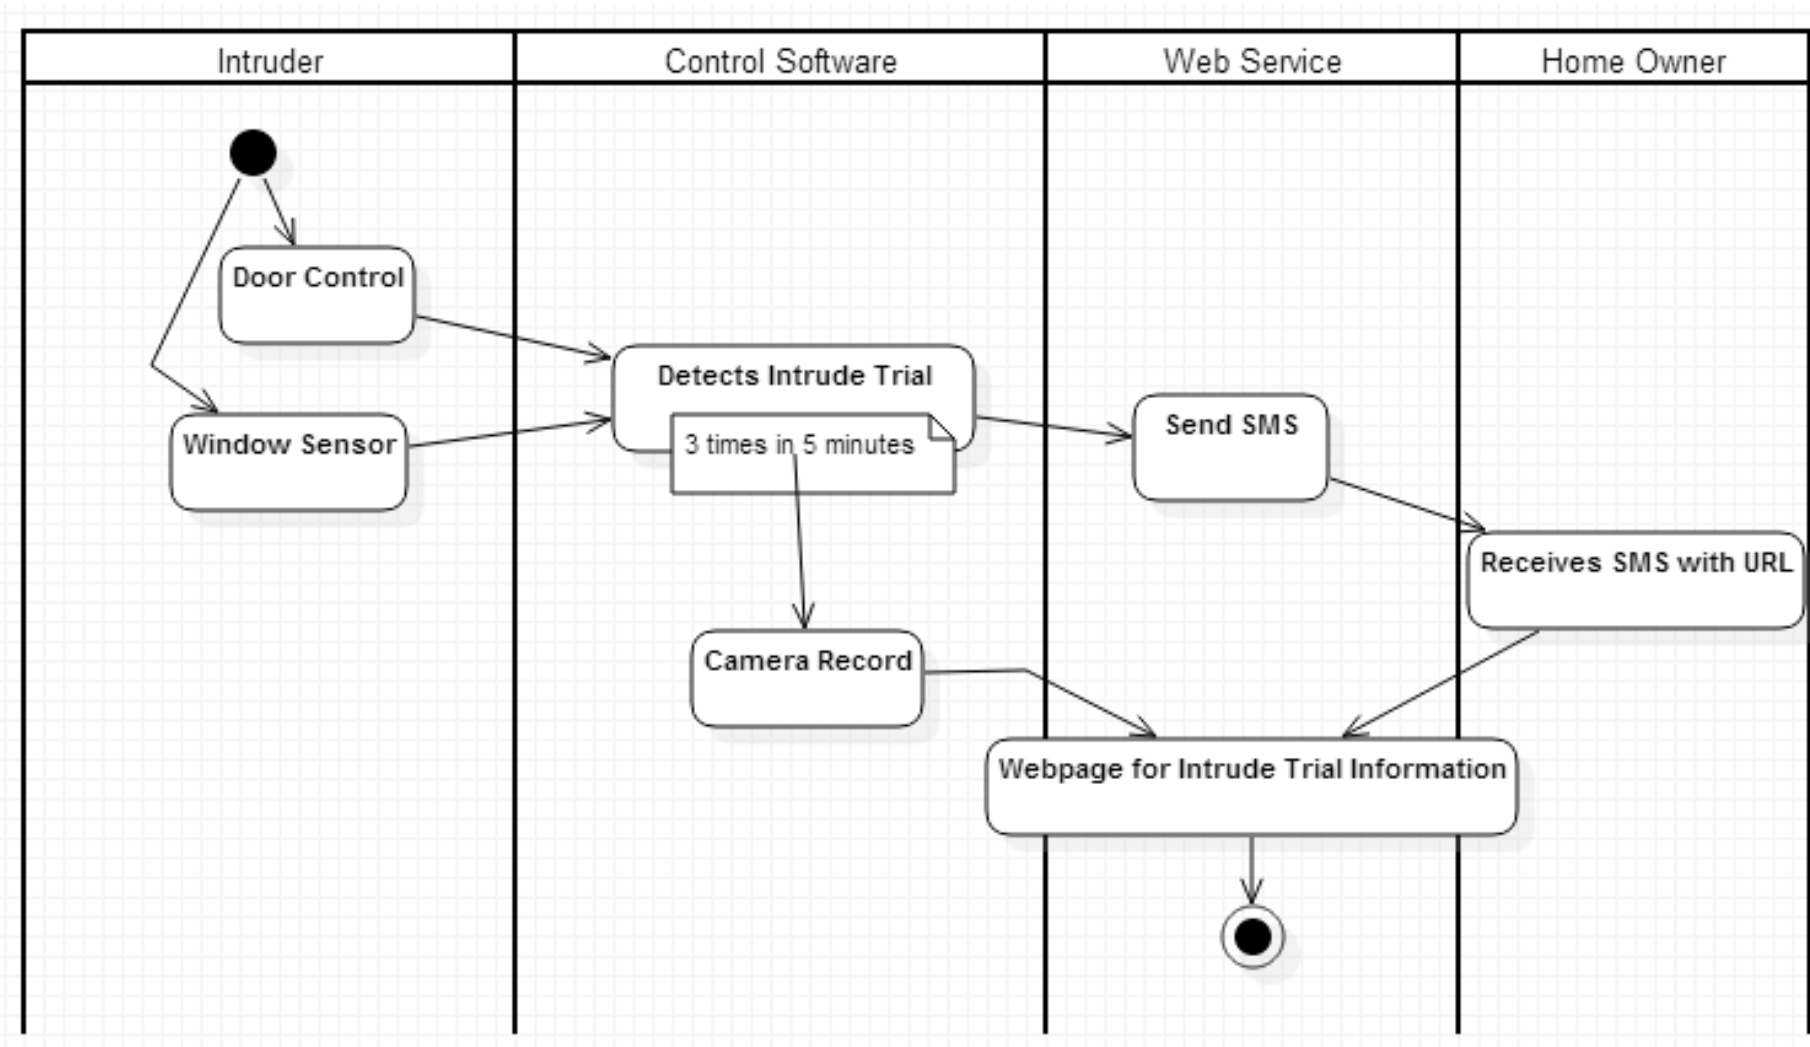 Intruder
Control Software
Web Service
Home Owner
Door Control
Window Sensor
Detects Intrude Trial
3 times in 5 minutes
Send SMS
Receives SMS with URL
Camera Record
Webpage for Intrude Trial Information